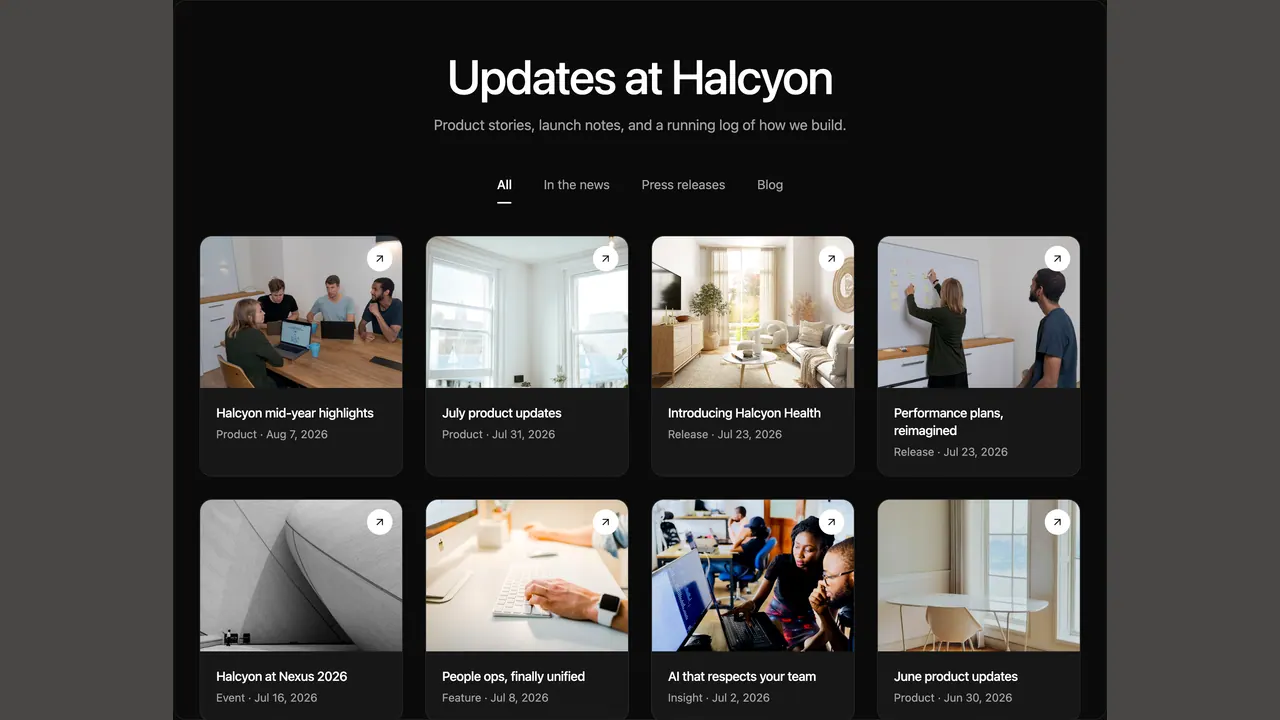 Updates at Halcyon
Product stories, launch notes, and a running log of how we build.
All
In the news
Press releases
Blog
Halcyon mid-year highlights
Product · Aug 7, 2026
July product updates
Product · Jul 31, 2026
Introducing Halcyon Health
Release · Jul 23, 2026
Performance plans,
reimagined
Release · Jul 23, 2026
Halcyon at Nexus 2026
Event · Jul 16, 2026
People ops, finally unified
Feature · Jul 8, 2026
AI that respects your team
Insight · Jul 2, 2026
June product updates
Product · Jun 30, 2026